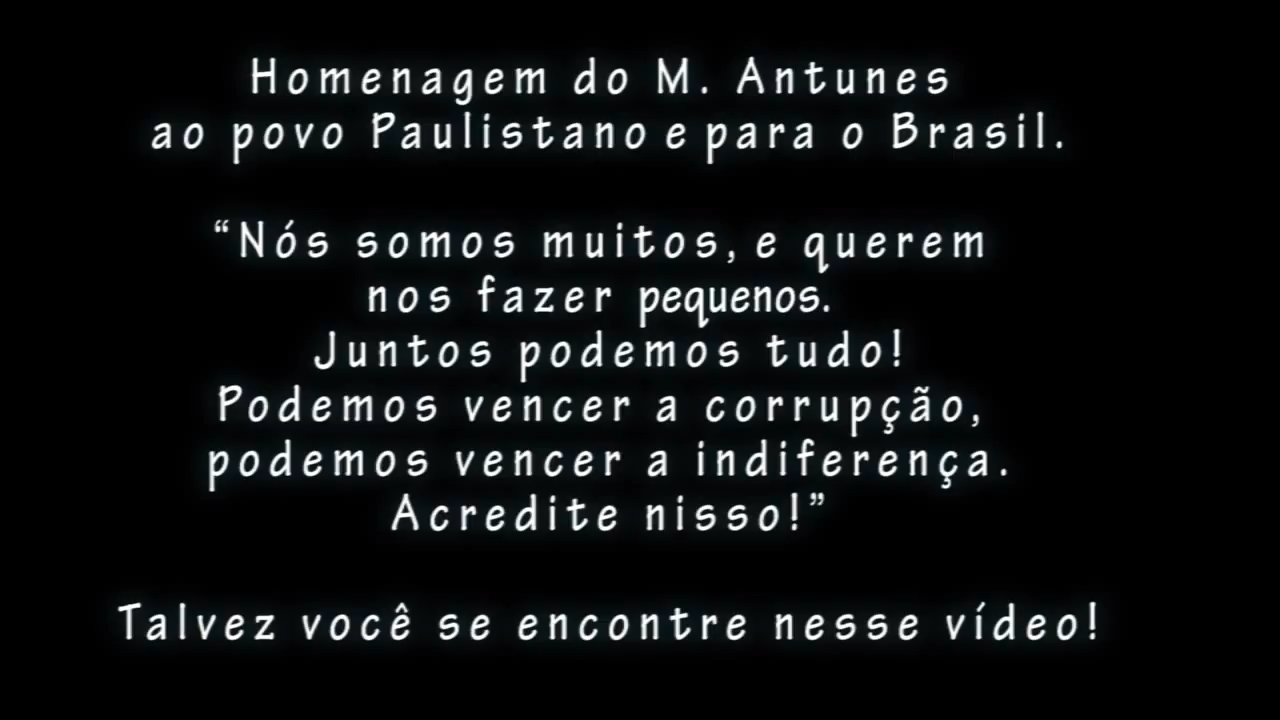 Homenagem do M. Antunes
ao povo Paulistano e para o Brasil.
“Nós somos muitos, e querem
nos fazer pequenos.
Juntos podemos tudo!
Podemos vencer a corrupção,
podemos vencer a indiferença.
Acredite nisso!”
Talvez você se encontre nesse vídeo!